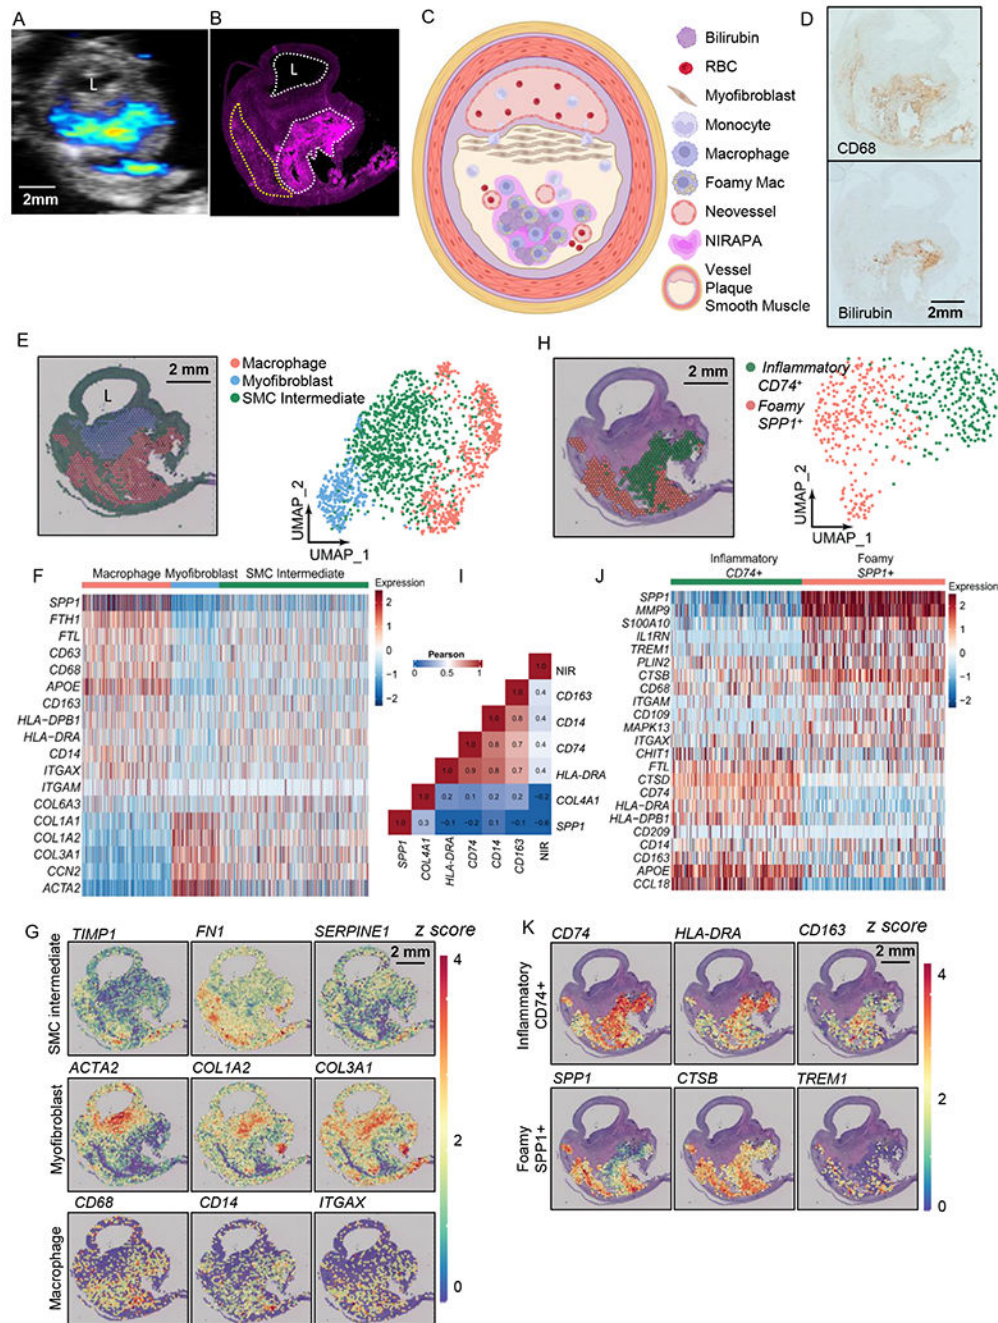 A
L
2mm
B
L
C
Bilirubin
RBC
Myofibroblast
Monocyte
Macrophage
Foamy Mac
Neovessel
NIRAPA
Vessel
Plaque
Smooth Muscle
D
CD68
Bilirubin
2mm
E
2 mm
L
Macrophage
Myofibroblast
SMC Intermediate
UMAP_2
UMAP_1
H
2 mm
Inflammatory
CD74+
Foamy
SPP1+
UMAP_2
UMAP_1
F
Macrophage Myofibroblast SMC Intermediate
Expression
2
1
0
−1
−2
SPP1
FTH1
FTL
CD63
CD68
APOE
CD163
HLA−DPB1
HLA−DRA
CD14
ITGAX
ITGAM
COL6A3
COL1A1
COL1A2
COL3A1
CCN2
ACTA2
I
Pearson
0 0.5 1
1.0 NIR
1.0 0.4 CD163
1.0 0.8 0.4 CD14
1.0 0.8 0.7 0.4 CD74
1.0 0.9 0.8 0.7 0.4 HLA-DRA
1.0 0.2 0.1 0.2 0.2 −0.2 COL4A1
1.0 0.3 −0.1 −0.2 0.1 −0.1 −0.6 SPP1
SPP1 COL4A1 HLA-DRA CD74 CD14 CD163 NIR
J
Inflammatory Foamy
CD74+ SPP1+
Expression
2
1
0
−1
−2
SPP1
MMP9
S100A10
IL1RN
TREM1
PLIN2
CTSB
CD68
ITGAM
CD109
MAPK13
ITGAX
CHIT1
FTL
CTSD
CD74
HLA−DRA
HLA−DPB1
CD209
CD14
CD163
APOE
CCL18
G
TIMP1 FN1 SERPINE1 z score
2 mm
4
2
0
SMC intermediate
ACTA2 COL1A2 COL3A1
Myofibroblast
CD68 CD14 ITGAX
Macrophage
K
CD74 HLA-DRA CD163 z score
2 mm
4
2
0
Inflammatory
CD74+
SPP1 CTSB TREM1
Foamy
SPP1+